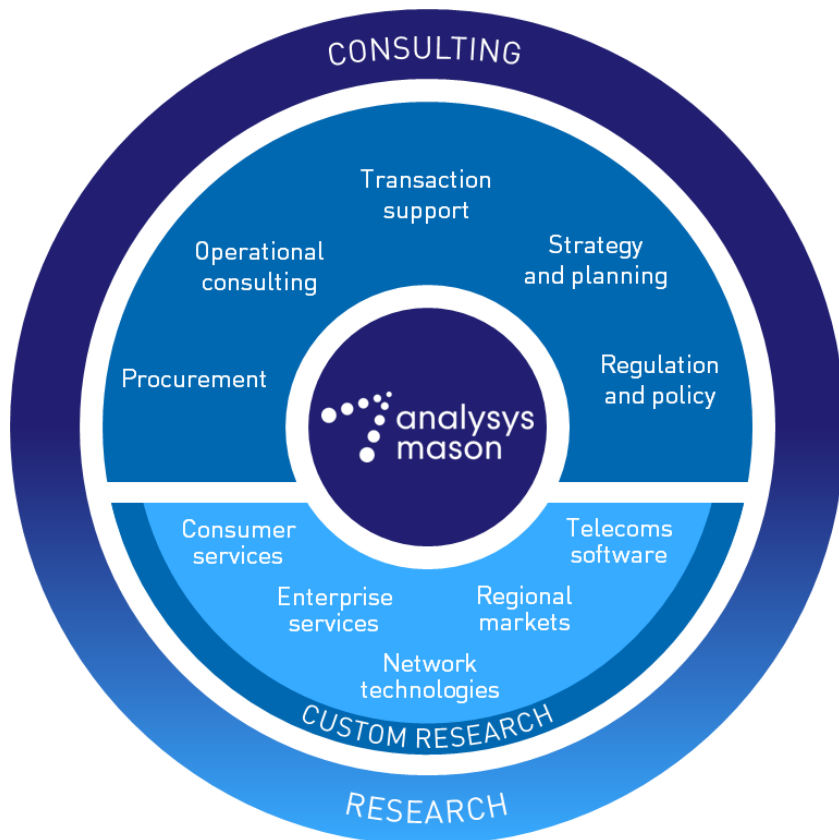 CONSULTING
Transaction
support
Operational
consulting
Strategy
and planning
Procurement
Regulation
and policy
analysys
mason
Consumer
services
Telecoms
software
Enterprise
services
Regional
markets
Network
technologies
CUSTOM RESEARCH
RESEARCH